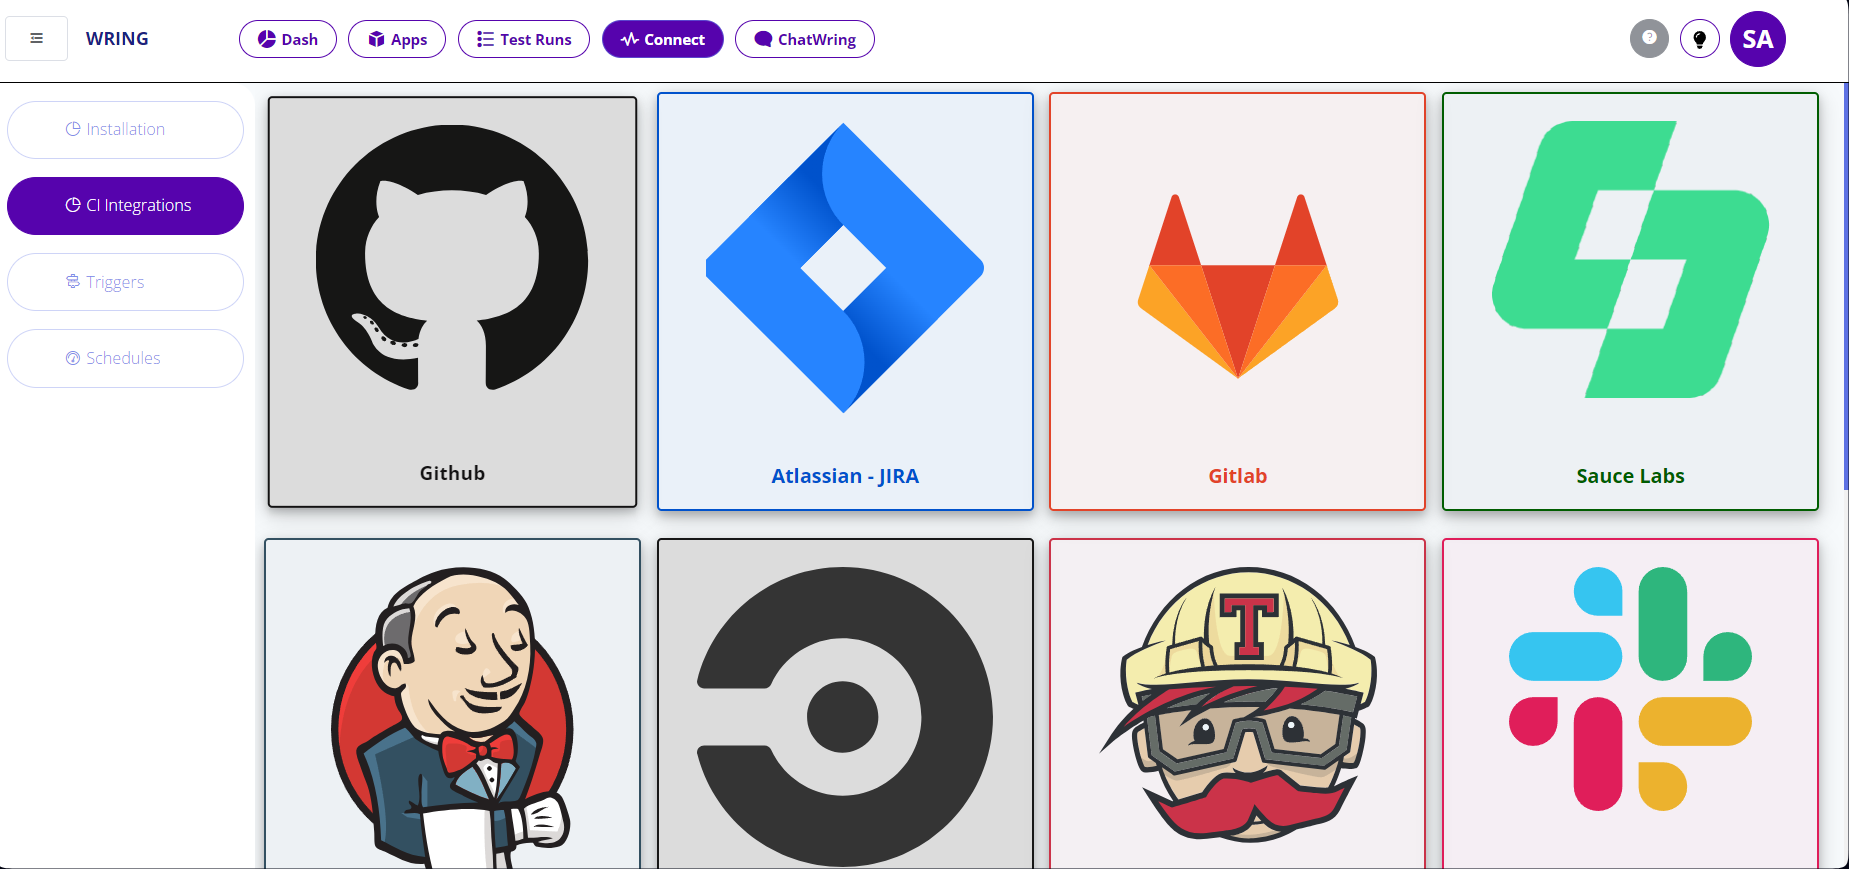 WRING
Dash
Apps
Test Runs
Connect
ChatWring
?
SA
Installation
CI Integrations
Triggers
Schedules
Github
Atlassian - JIRA
Gitlab
Sauce Labs
T